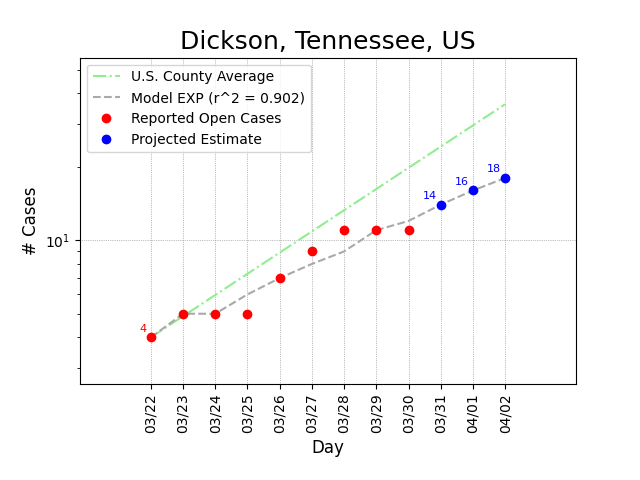 Dickson, Tennessee, US
U.S. County Average
Model EXP (r^2 = 0.902)
Reported Open Cases
Projected Estimate
# Cases
10^1
4
14
16
18
03/22
03/23
03/24
03/25
03/26
03/27
03/28
03/29
03/30
03/31
04/01
04/02
Day